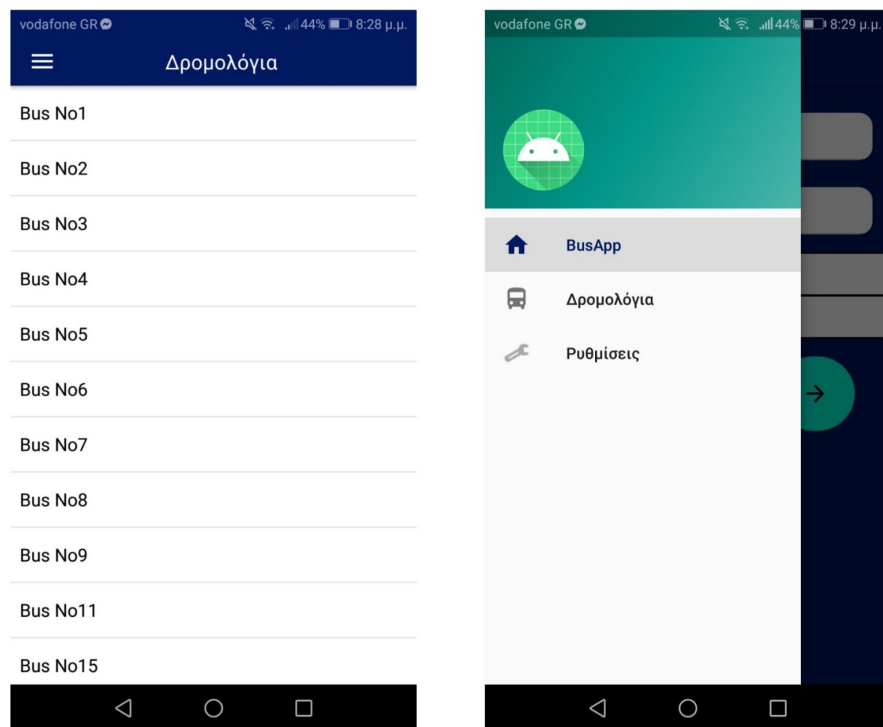 vodafone GR 44% 8:28 μ.μ.
Δρομολόγια
Bus No1
Bus No2
Bus No3
Bus No4
Bus No5
Bus No6
Bus No7
Bus No8
Bus No9
Bus No11
Bus No15
vodafone GR 44% 8:29 μ.μ.
BusApp
Δρομολόγια
Ρυθμίσεις